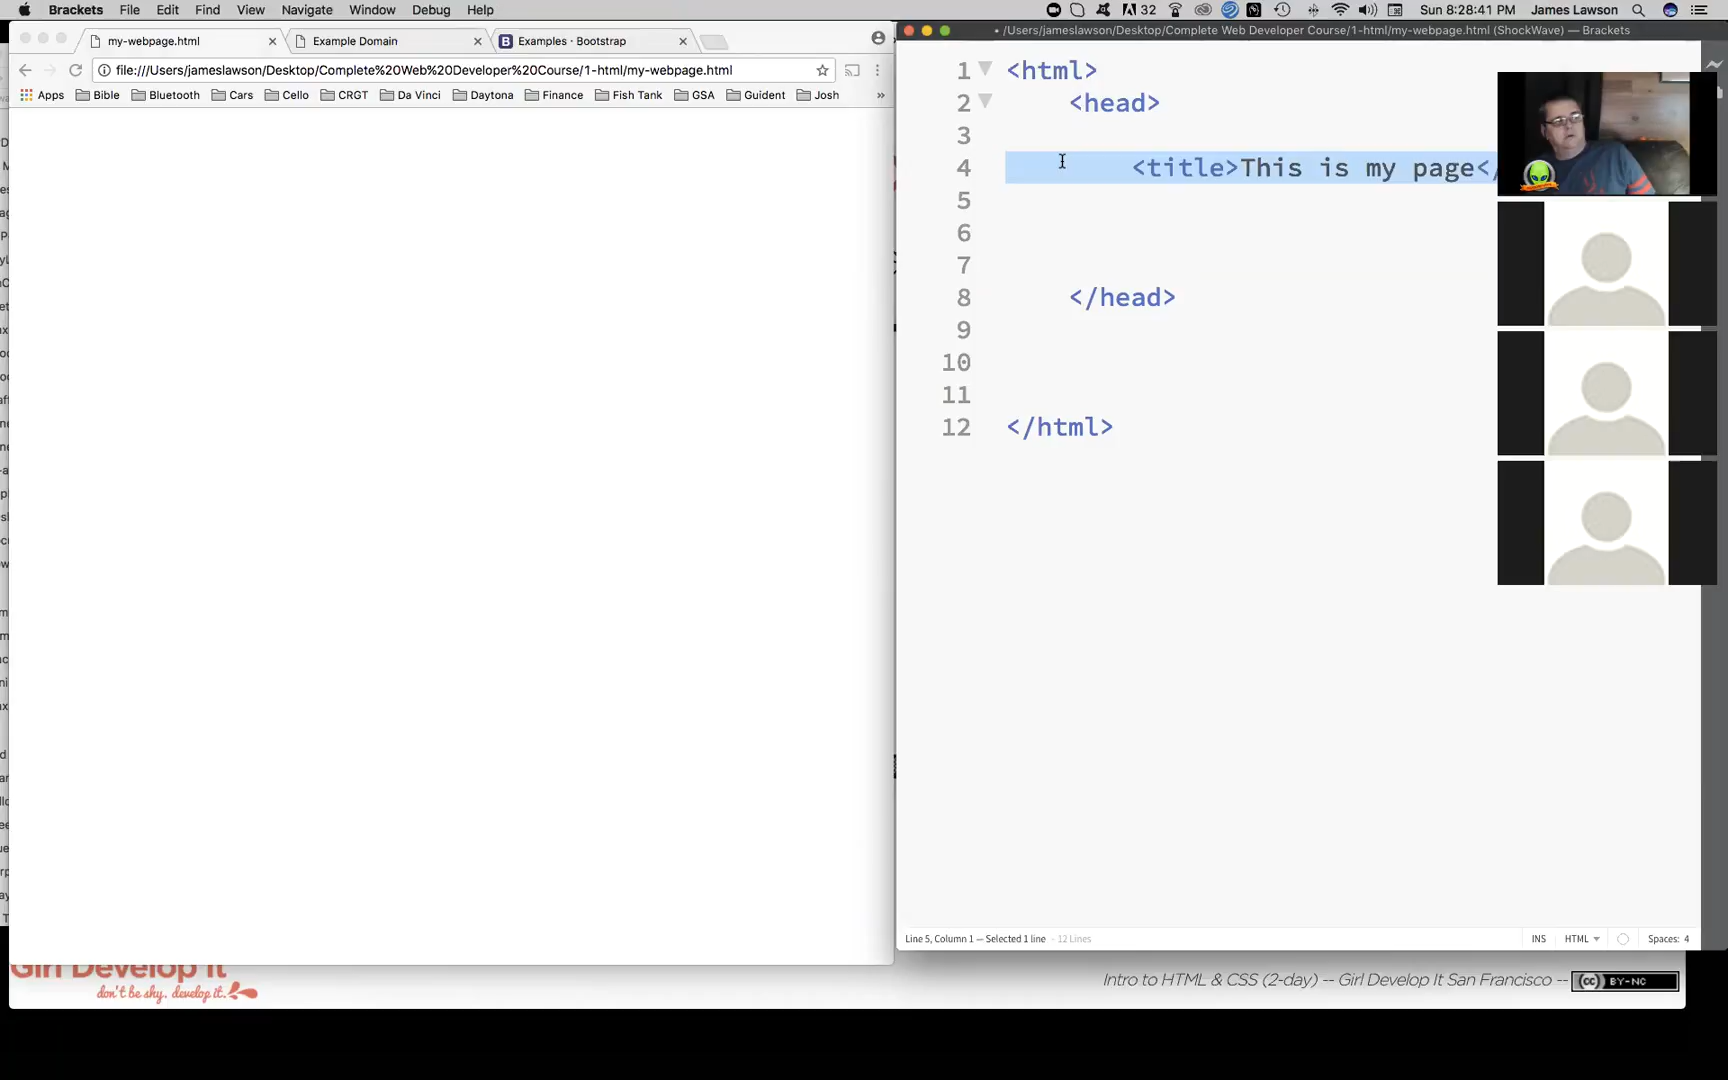 Brackets File Edit Find View Navigate Window Debug Help 32 Sun 8:28:41 PM James Lawson
my-webpage.html Example Domain B Examples · Bootstrap
file:///Users/jameslawson/Desktop/Complete%20Web%20Developer%20Course/1-html/my-webpage.html
Apps Bible Bluetooth Cars Cello CRGT Da Vinci Daytona Finance Fish Tank GSA Guident Josh »
• /Users/jameslawson/Desktop/Complete Web Developer Course/1-html/my-webpage.html (ShockWave) — Brackets
1 <html>
2 <head>
3
4 <title>This is my page</
5
6
7
8 </head>
9
10
11
12 </html>
Line 5, Column 1 — Selected 1 line - 12 Lines INS HTML Spaces: 4
Girl Develop It
don't be shy. develop it.
Intro to HTML & CSS (2-day) -- Girl Develop It San Francisco -- cc BY-NC